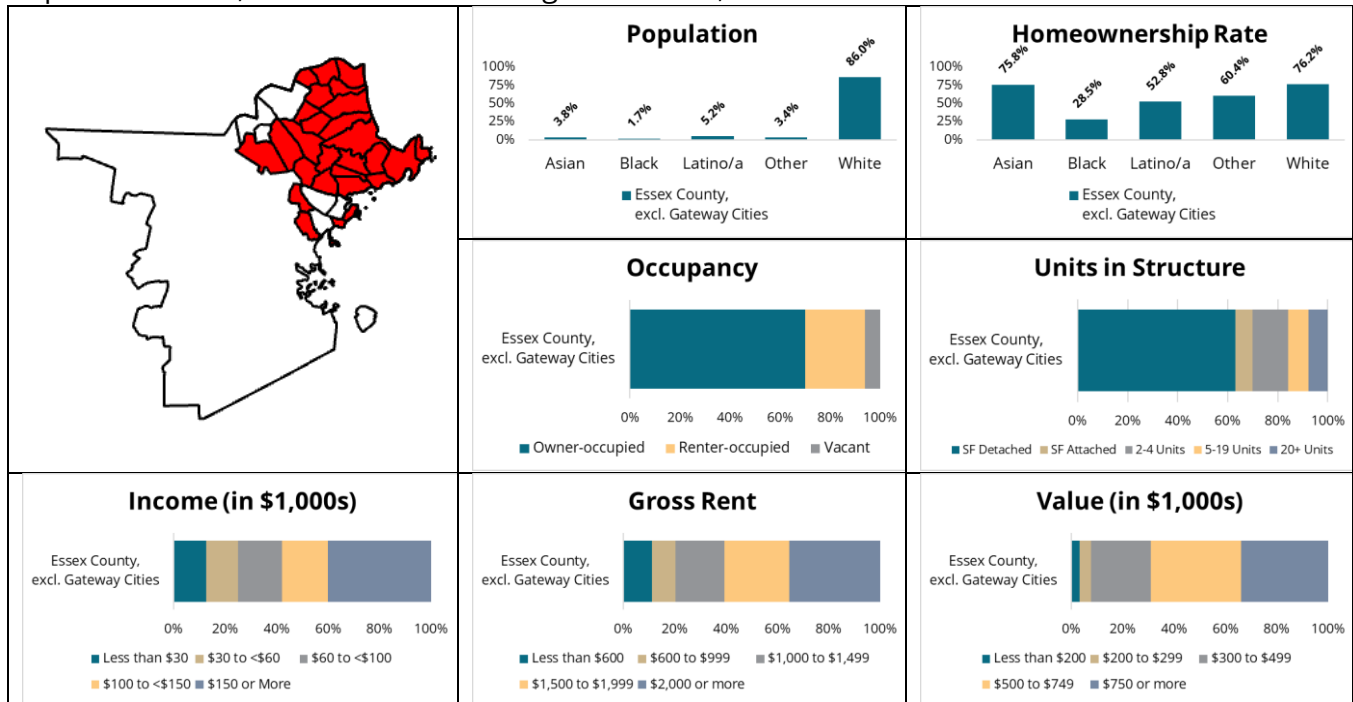 Population
100%
75%
50%
25%
0%
3.8%
1.7%
5.2%
3.4%
86.0%
Asian Black Latino/a Other White
Essex County,
excl. Gateway Cities
Homeownership Rate
100%
75%
50%
25%
0%
75.8%
28.5%
52.8%
60.4%
76.2%
Asian Black Latino/a Other White
Essex County,
excl. Gateway Cities
Occupancy
Essex County,
excl. Gateway Cities
0% 20% 40% 60% 80% 100%
Owner-occupied Renter-occupied Vacant
Units in Structure
Essex County,
excl. Gateway Cities
0% 20% 40% 60% 80% 100%
SF Detached SF Attached 2-4 Units 5-19 Units 20+ Units
Income (in $1,000s)
Essex County,
excl. Gateway Cities
0% 20% 40% 60% 80% 100%
Less than $30 $30 to <$60 $60 to <$100
$100 to <$150 $150 or More
Gross Rent
Essex County,
excl. Gateway Cities
0% 20% 40% 60% 80% 100%
Less than $600 $600 to $999 $1,000 to $1,499
$1,500 to $1,999 $2,000 or more
Value (in $1,000s)
Essex County,
excl. Gateway Cities
0% 20% 40% 60% 80% 100%
Less than $200 $200 to $299 $300 to $499
$500 to $749 $750 or more